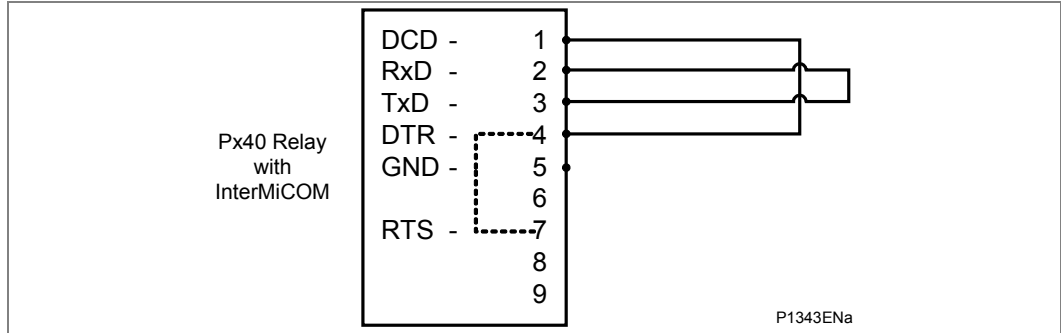 DCD - 1
RxD - 2
TxD - 3
DTR - 4
GND - 5
6
RTS - 7
8
9
Px40 Relay
with
InterMiCOM
P1343ENa